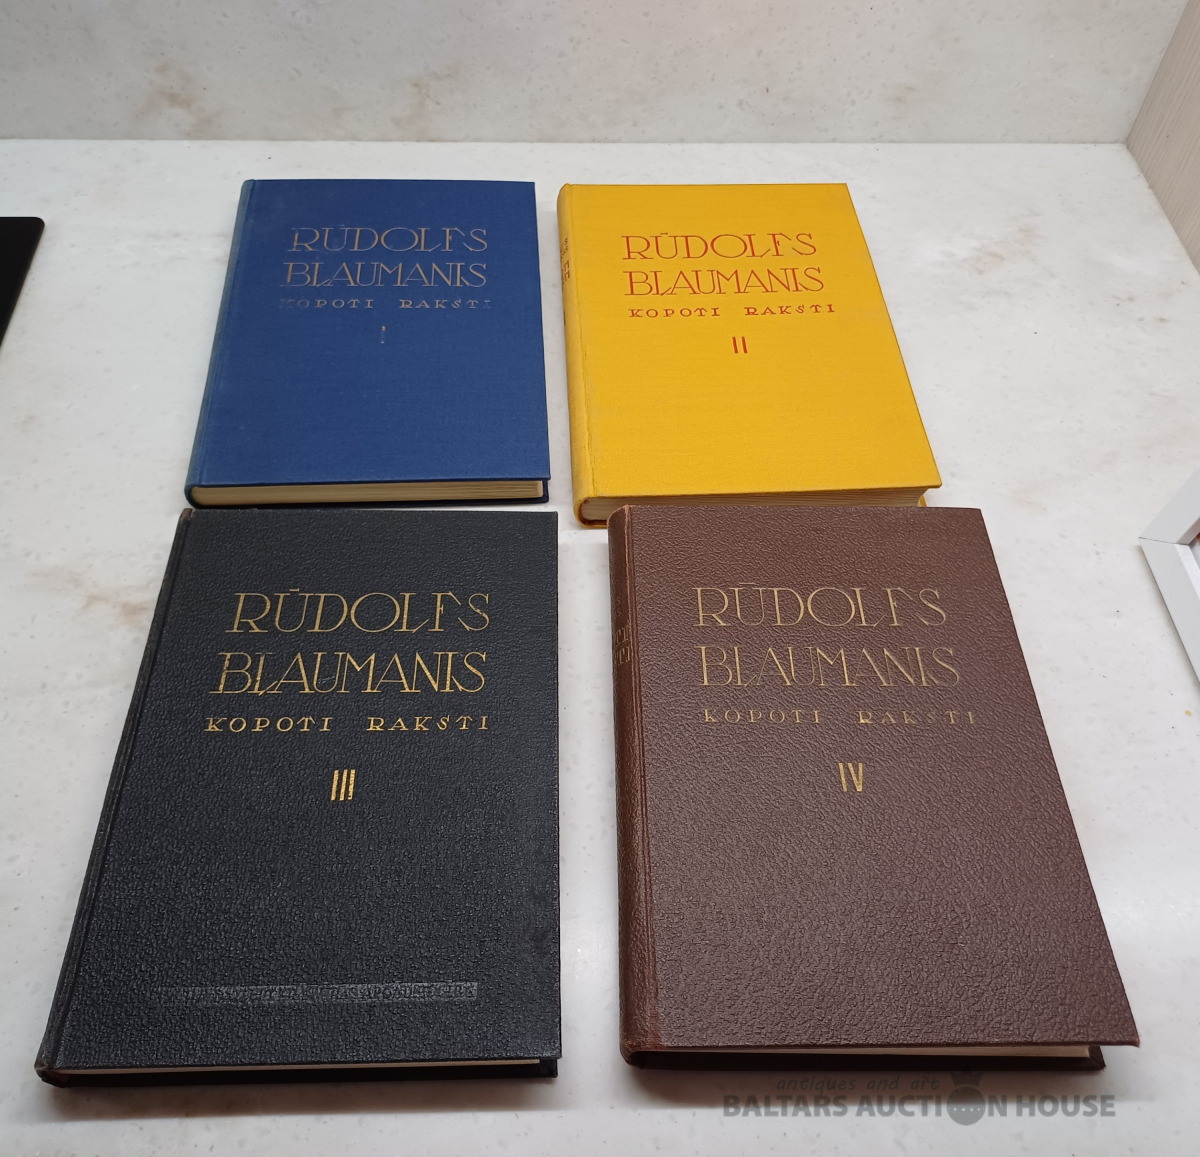 RŪDOLFS
BLAUMANIS
KOPOTI RAKSTI
I
RŪDOLFS
BLAUMANIS
KOPOTI RAKSTI
II
RŪDOLFS
BLAUMANIS
KOPOTI RAKSTI
III
RŪDOLFS
BLAUMANIS
KOPOTI RAKSTI
IV
antiques and art
BALTARS AUCTION HOUSE